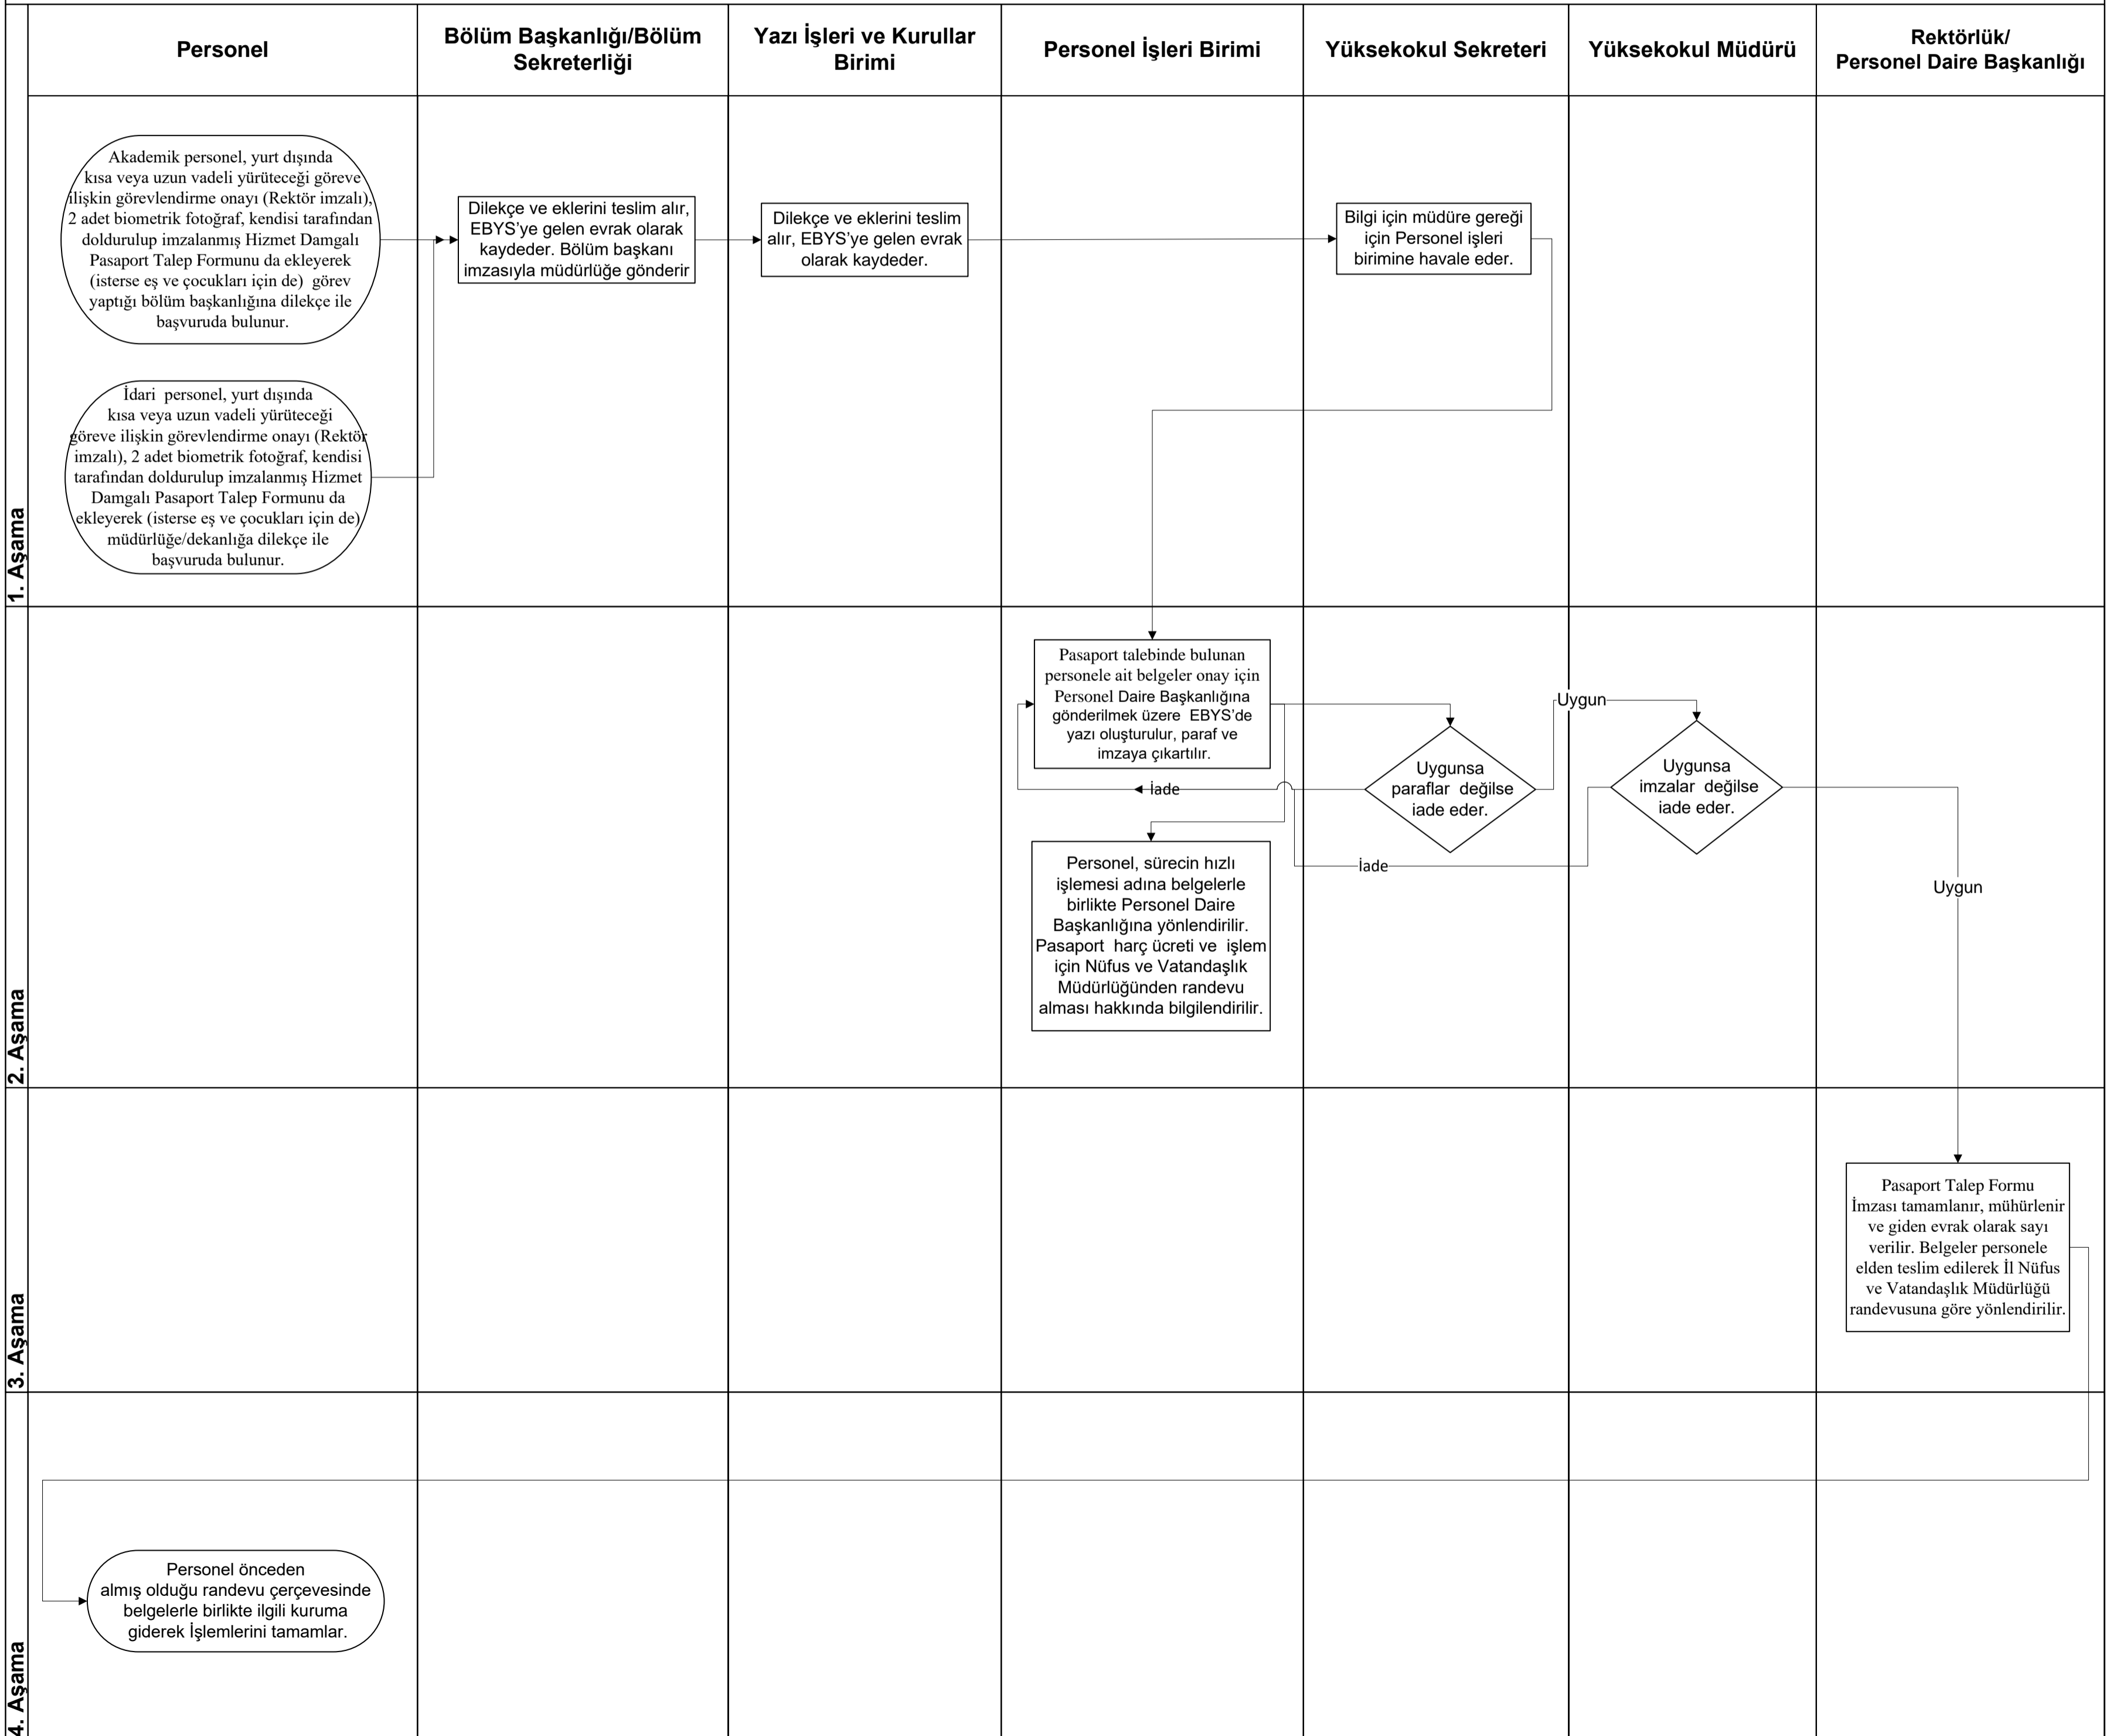 Personel
Bölüm Başkanlığı/Bölüm
Sekreterliği
Yazı İşleri ve Kurullar
Birimi
Personel İşleri Birimi
Yüksekokul Sekreteri
Yüksekokul Müdürü
Rektörlük/
Personel Daire Başkanlığı
1. Aşama
Akademik personel, yurt dışında
kısa veya uzun vadeli yürüteceği göreve
ilişkin görevlendirme onayı (Rektör imzalı),
2 adet biometrik fotoğraf, kendisi tarafından
doldurulup imzalanmış Hizmet Damgalı
Pasaport Talep Formunu da ekleyerek
(isterse eş ve çocukları için de) görev
yaptığı bölüm başkanlığına dilekçe ile
başvuruda bulunur.
İdari personel, yurt dışında
kısa veya uzun vadeli yürüteceği
göreve ilişkin görevlendirme onayı (Rektör
imzalı), 2 adet biometrik fotoğraf, kendisi
tarafından doldurulup imzalanmış Hizmet
Damgalı Pasaport Talep Formunu da
ekleyerek (isterse eş ve çocukları için de)
müdürlüğe/dekanlığa dilekçe ile
başvuruda bulunur.
Dilekçe ve eklerini teslim alır,
EBYS’ye gelen evrak olarak
kaydeder. Bölüm başkanı
imzasıyla müdürlüğe gönderir
Dilekçe ve eklerini teslim
alır, EBYS’ye gelen evrak
olarak kaydeder.
Bilgi için müdüre gereği
için Personel işleri
birimine havale eder.
2. Aşama
Pasaport talebinde bulunan
personele ait belgeler onay için
Personel Daire Başkanlığına
gönderilmek üzere EBYS’de
yazı oluşturulur, paraf ve
imzaya çıkartılır.
İade
Uygunsa
paraflar değilse
iade eder.
Uygun
Uygunsa
imzalar değilse
iade eder.
İade
Uygun
Personel, sürecin hızlı
işlemesi adına belgelerle
birlikte Personel Daire
Başkanlığına yönlendirilir.
Pasaport harç ücreti ve işlem
için Nüfus ve Vatandaşlık
Müdürlüğünden randevu
alması hakkında bilgilendirilir.
3. Aşama
Pasaport Talep Formu
İmzası tamamlanır, mühürlenir
ve giden evrak olarak sayı
verilir. Belgeler personele
elden teslim edilerek İl Nüfus
ve Vatandaşlık Müdürlüğü
randevusuna göre yönlendirilir.
4. Aşama
Personel önceden
almış olduğu randevu çerçevesinde
belgelerle birlikte ilgili kuruma
giderek İşlemlerini tamamlar.